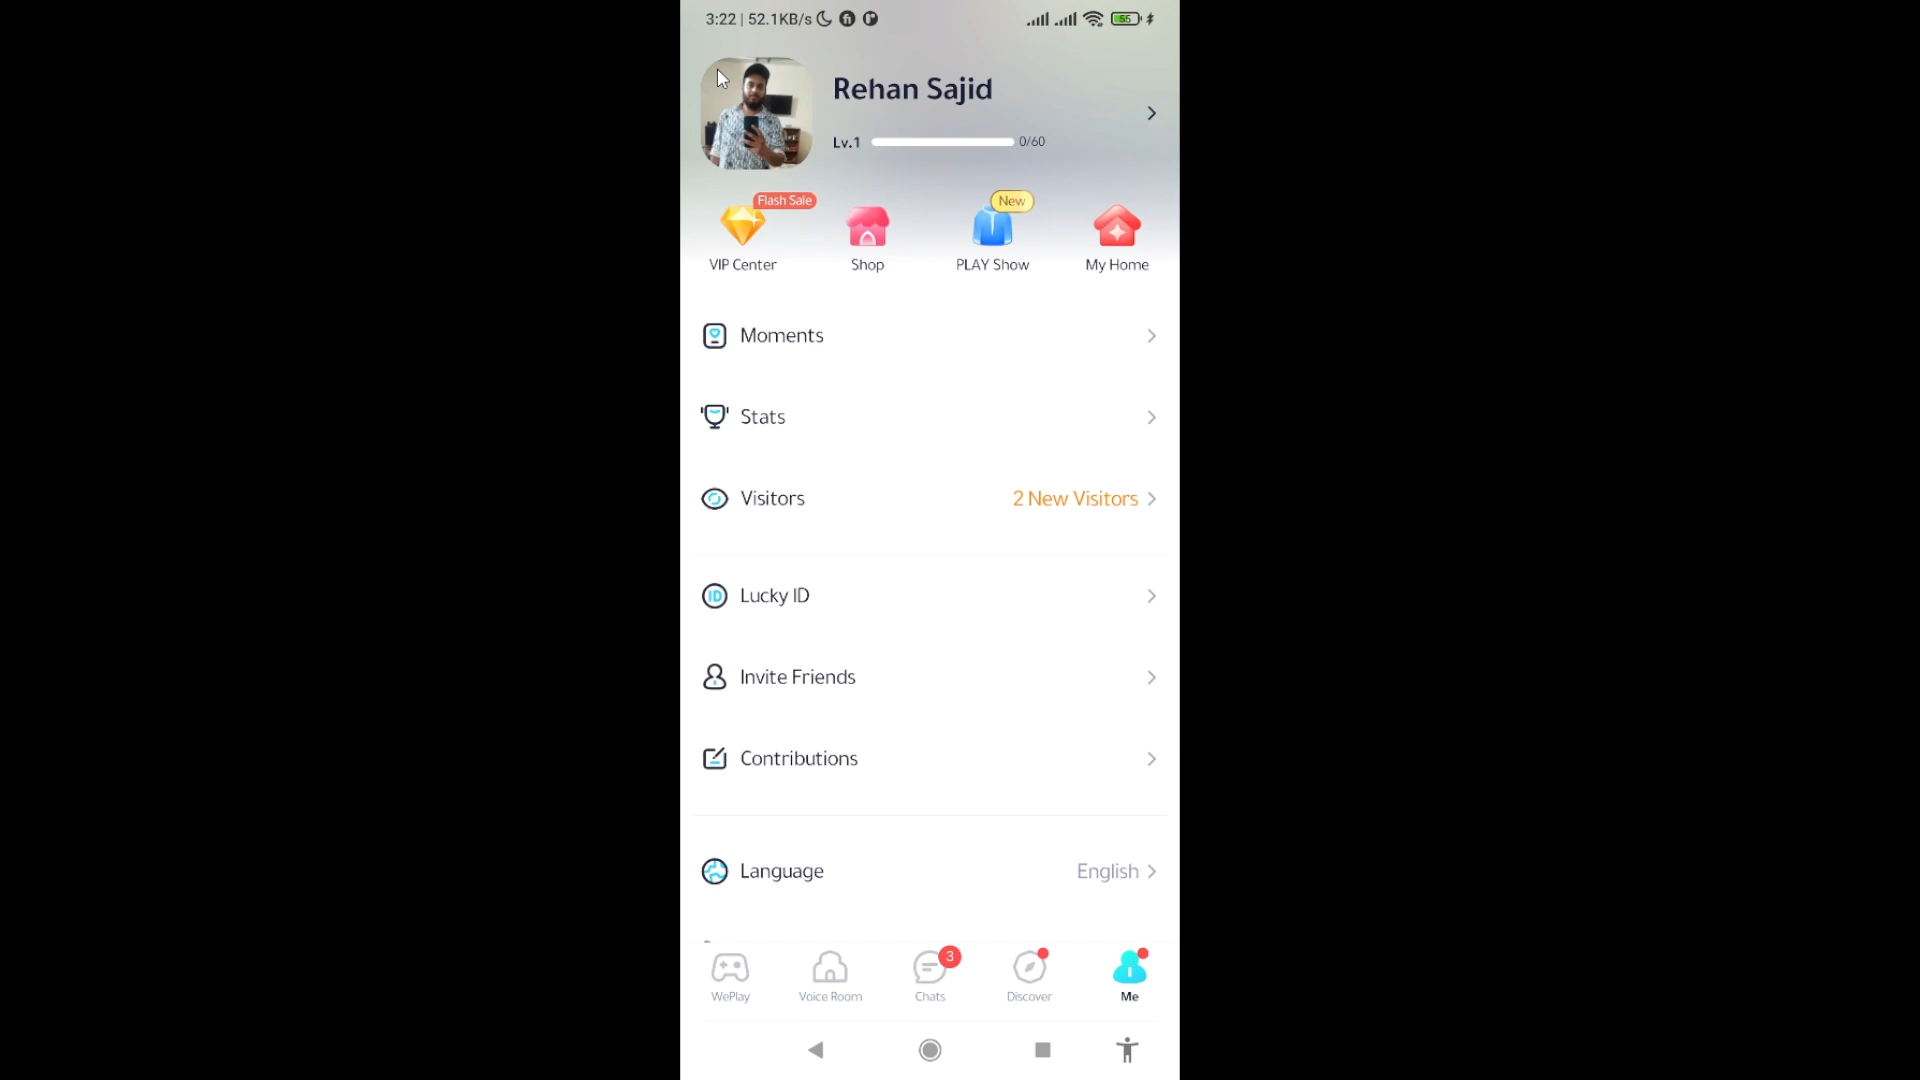 3:22 | 52.1KB/s
55
Rehan Sajid
Lv.1
0/60
Flash Sale
New
VIP Center
Shop
PLAY Show
My Home
Moments
Stats
Visitors
2 New Visitors
ID
Lucky ID
Invite Friends
Contributions
Language
English
3
WePlay
Voice Room
Chats
Discover
Me